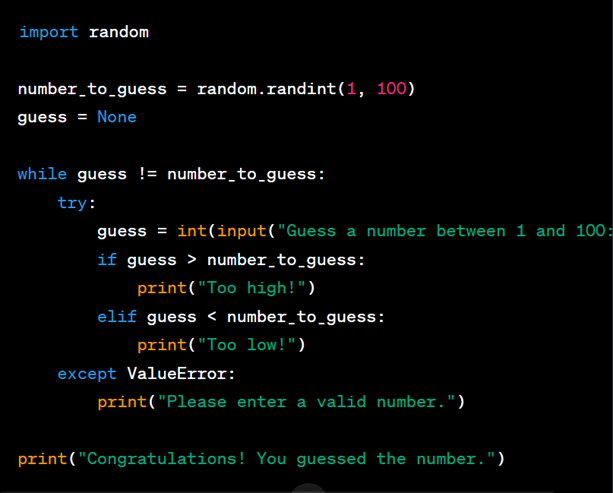 import random
number_to_guess = random.randint(1, 100)
guess = None
while guess != number_to_guess:
try:
guess = int(input("Guess a number between 1 and 100:
if guess > number_to_guess:
print("Too high!")
elif guess < number_to_guess:
print("Too low!")
except ValueError:
print("Please enter a valid number.")
print("Congratulations! You guessed the number.")